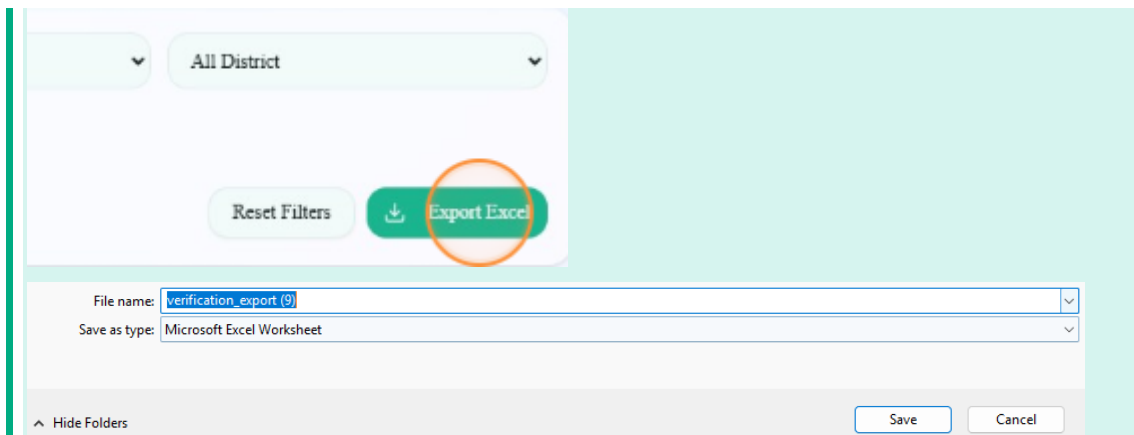 All District
Reset Filters
Export Excel
File name: verification_export (9)
Save as type: Microsoft Excel Worksheet
Hide Folders
Save
Cancel